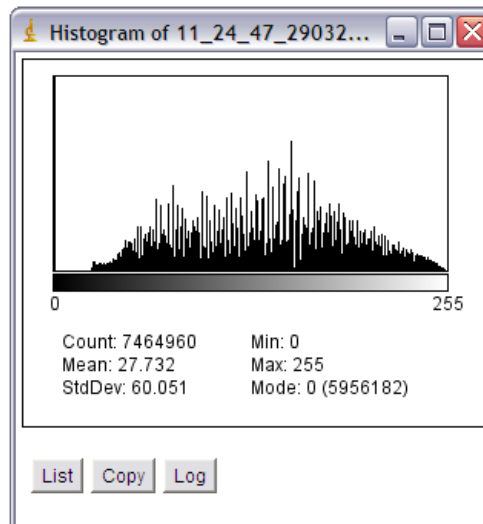 Histogram of 11_24_47_29032...
0 255
Count: 7464960 Min: 0
Mean: 27.732 Max: 255
StdDev: 60.051 Mode: 0 (5956182)
List Copy Log